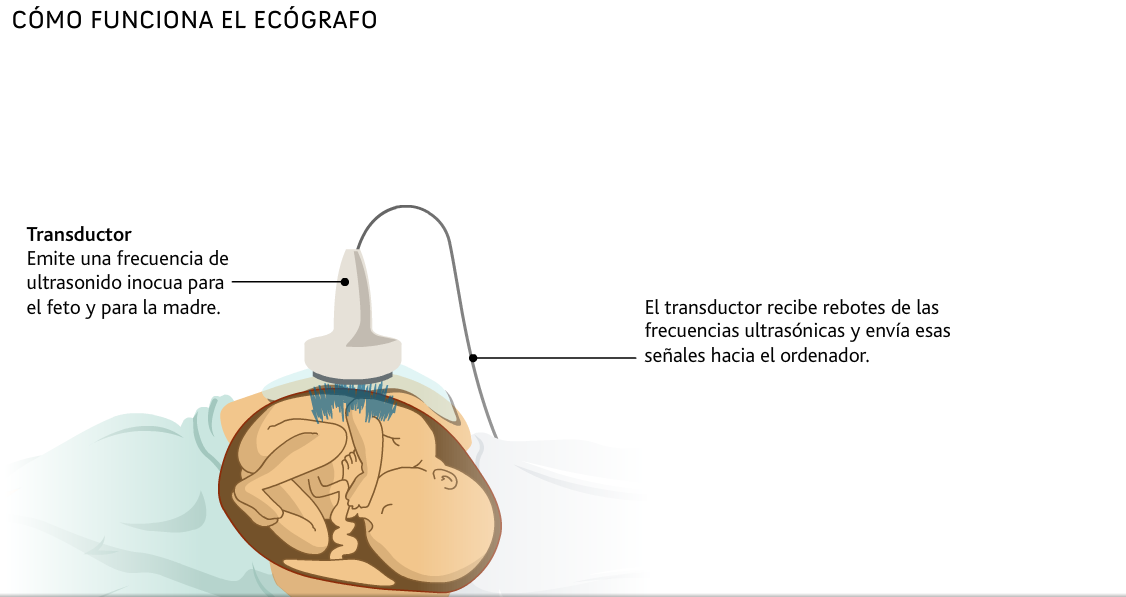 CÓMO FUNCIONA EL ECÓGRAFO
Transductor
Emite una frecuencia de
ultrasonido inocua para
el feto y para la madre.
El transductor recibe rebotes de las
frecuencias ultrasónicas y envía esas
señales hacia el ordenador.